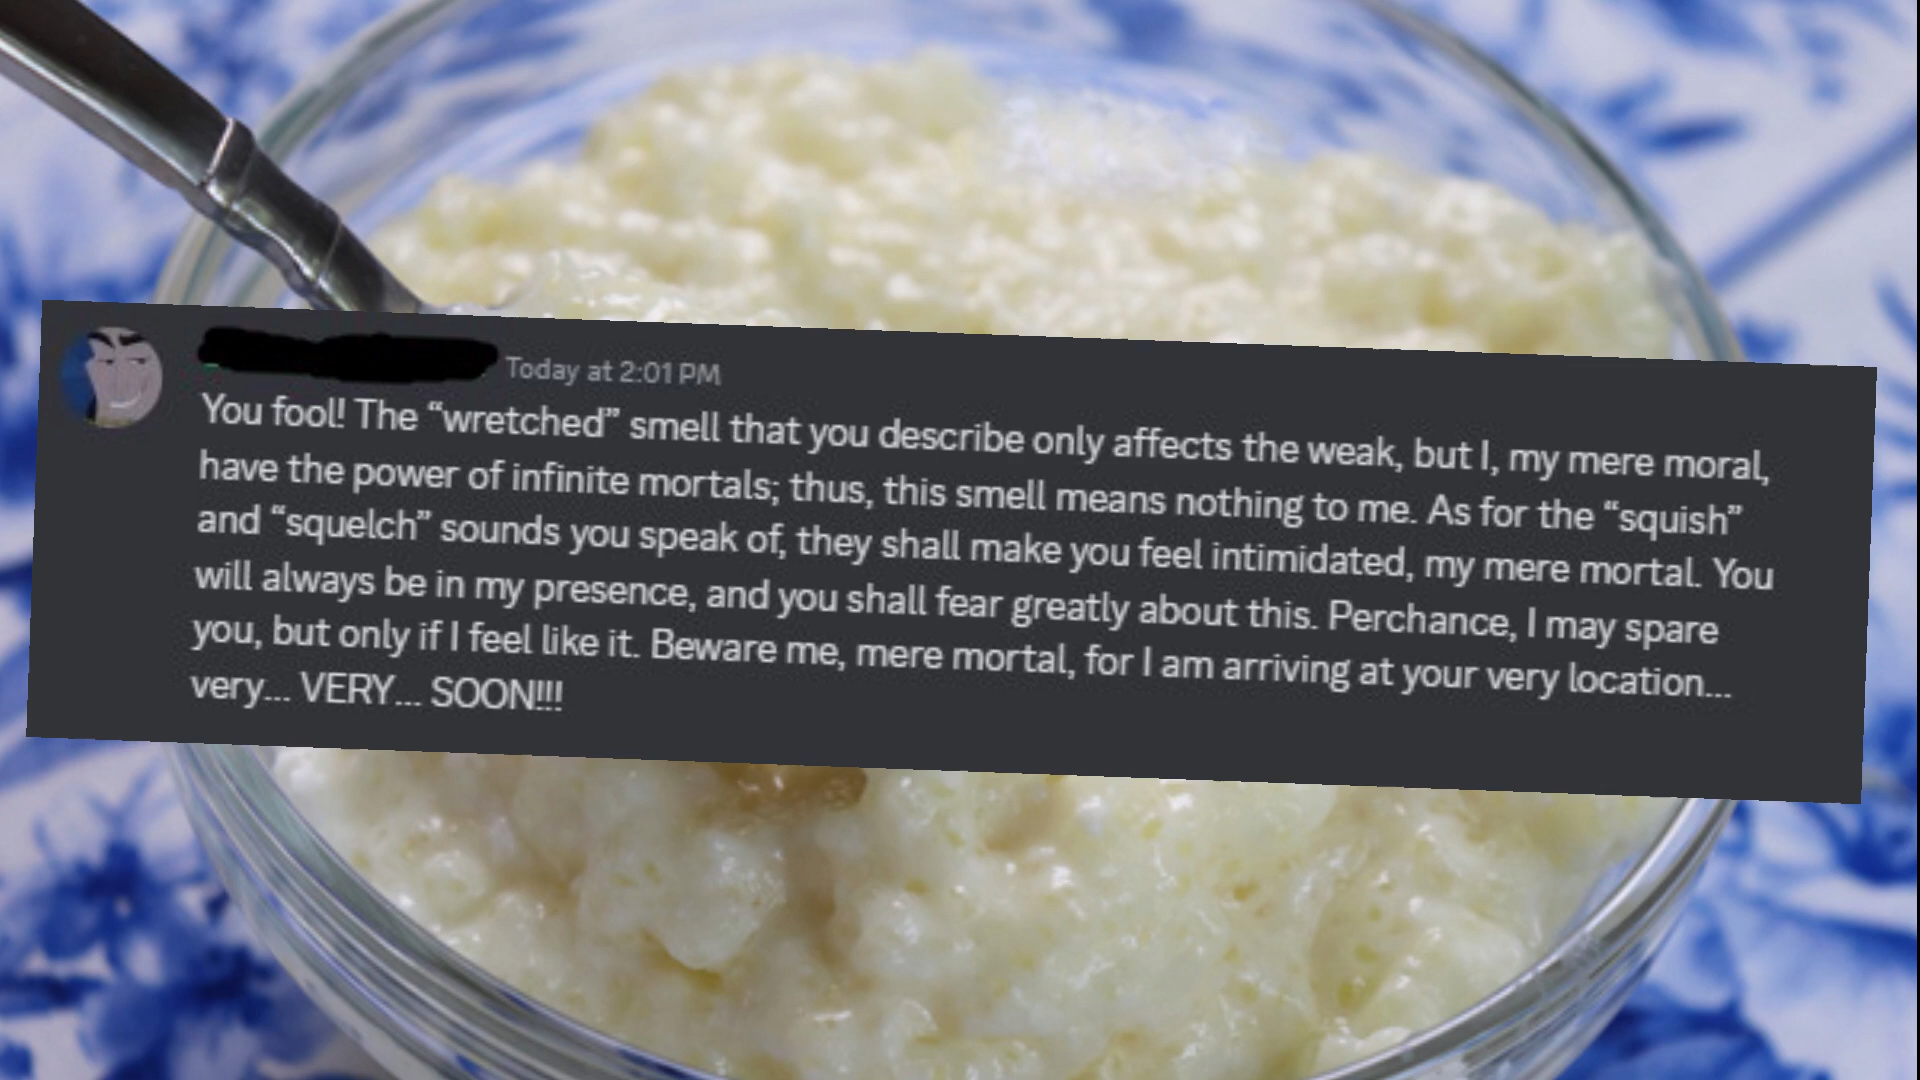 Today at 2:01 PM
You fool! The “wretched” smell that you describe only affects the weak, but I, my mere moral,
have the power of infinite mortals; thus, this smell means nothing to me. As for the “squish”
and “squelch” sounds you speak of, they shall make you feel intimidated, my mere mortal. You
will always be in my presence, and you shall fear greatly about this. Perchance, I may spare
you, but only if I feel like it. Beware me, mere mortal, for I am arriving at your very location...
very... VERY... SOON!!!